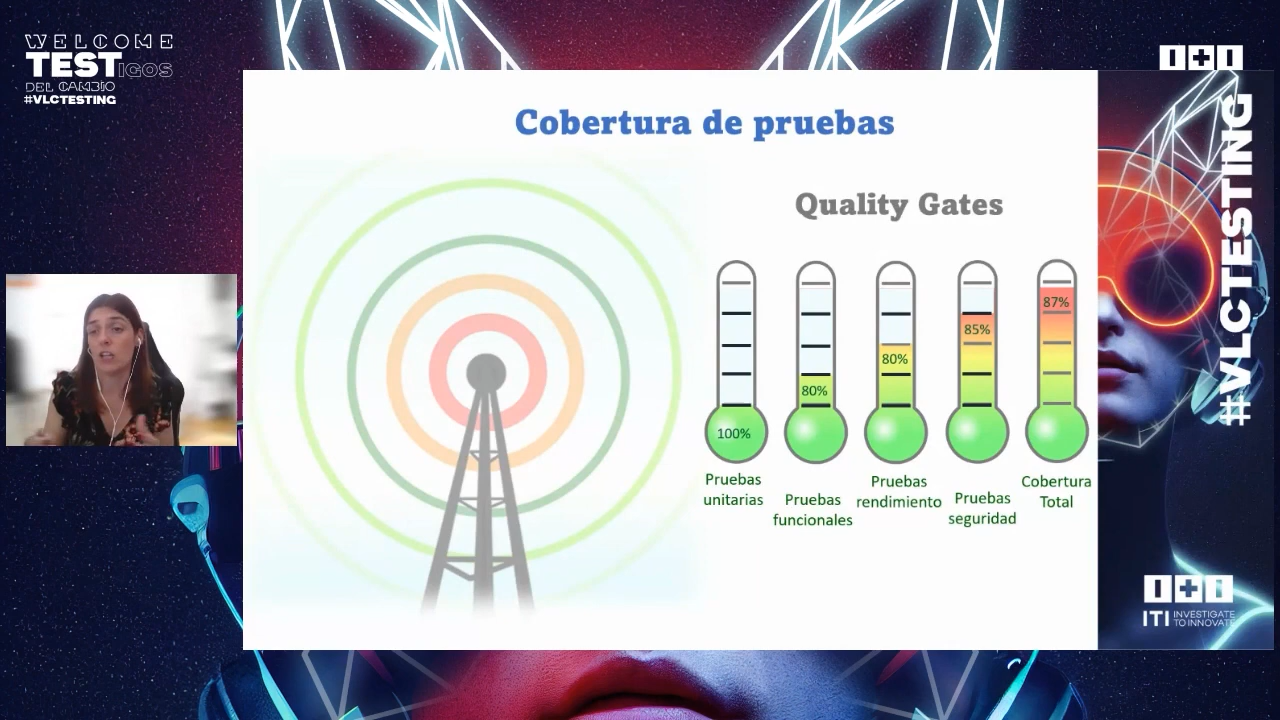 WELCOME
TESTIGOS
DEL CAMBIO
#VLCTESTING
Cobertura de pruebas
Quality Gates
100%
80%
80%
85%
87%
Pruebas
unitarias
Pruebas
funcionales
Pruebas
rendimiento
Pruebas
seguridad
Cobertura
Total
#VLCTESTING
ITI
INVESTIGATE
TO INNOVATE